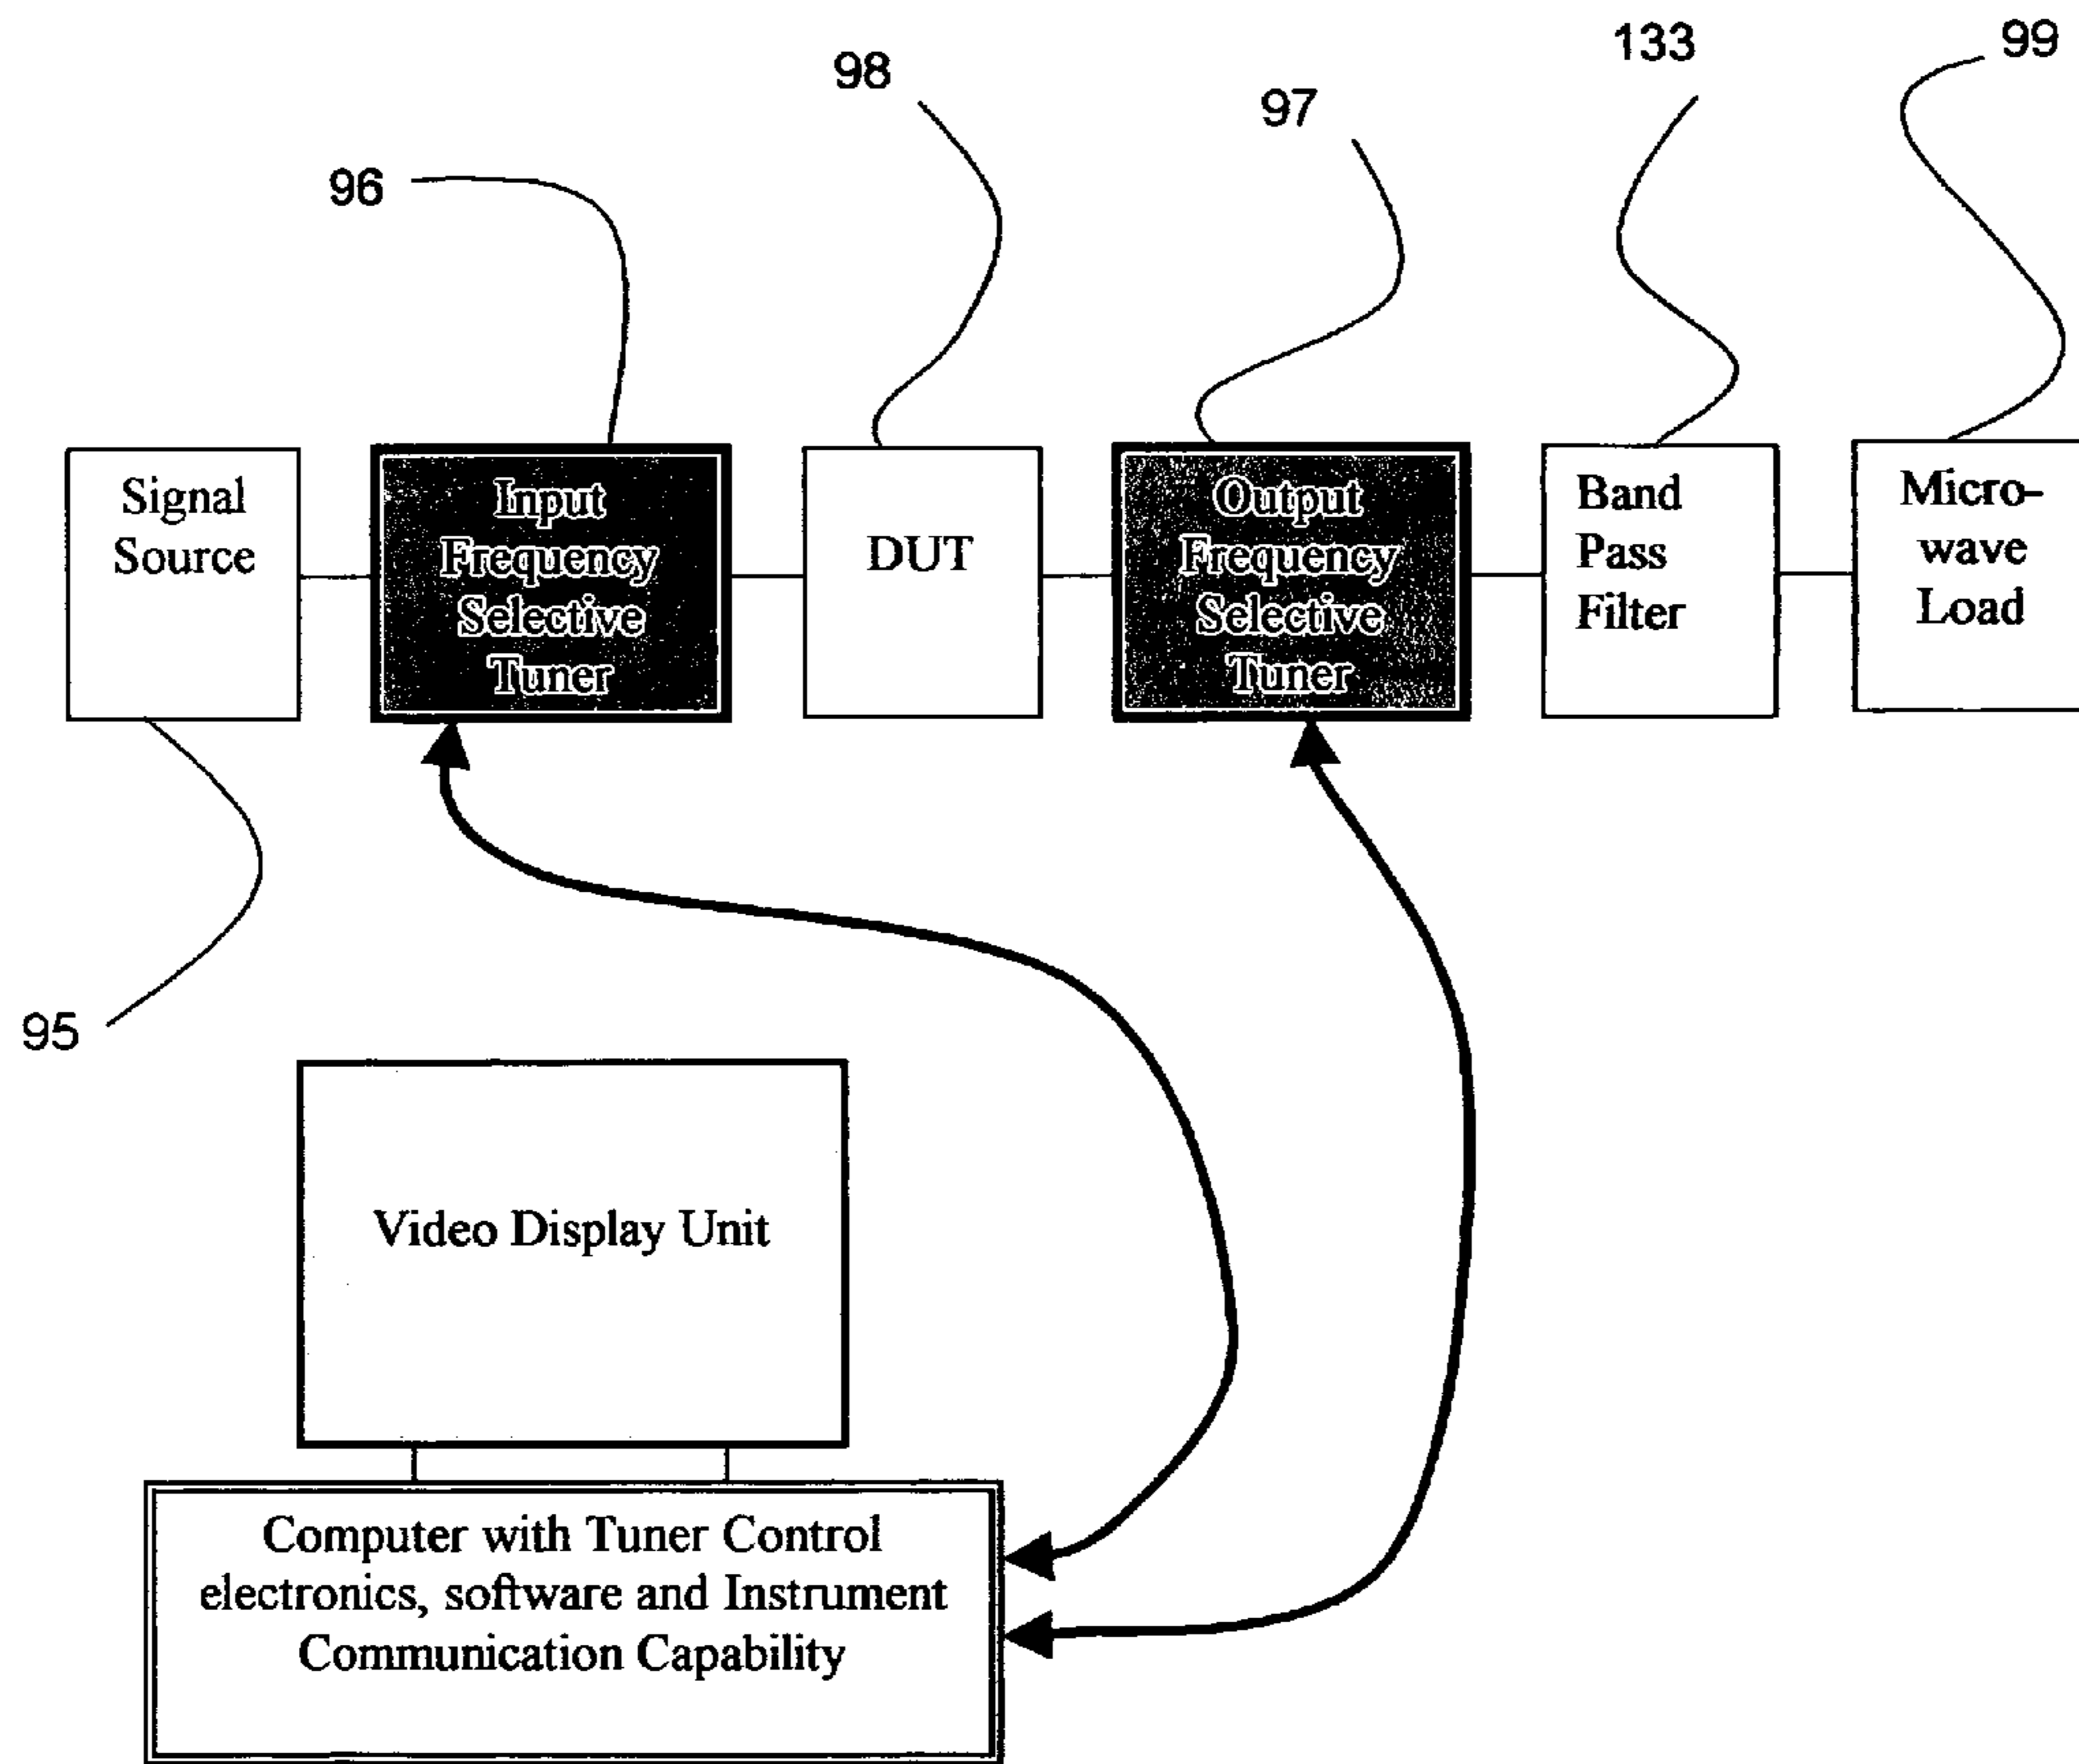 133
99
98
97
96
Signal
Source
Input
Frequency
Selective
Tuner
DUT
Output
Frequency
Selective
Tuner
Band
Pass
Filter
Micro-
wave
Load
95
Video Display Unit
Computer with Tuner Control
electronics, software and Instrument
Communication Capability